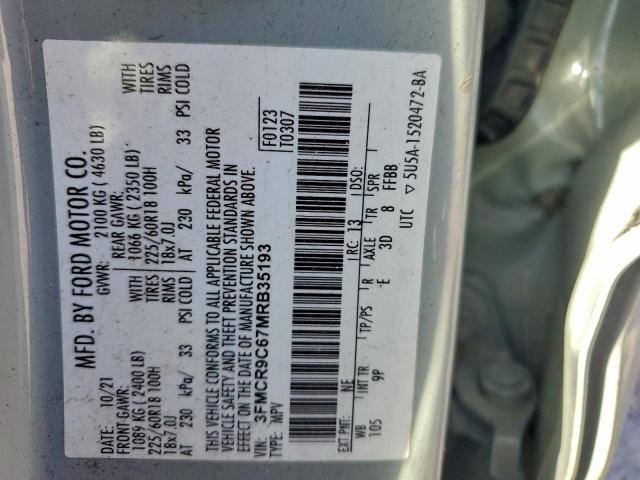 MFD. BY FORD MOTOR CO.
10/21 GVWR: 2100 KG ( 4630 LB)
FRONT GAWR: REAR GAWR:
1089 KG ( 2400 LB) WITH 1066 KG ( 2350 LB) WITH
225/60R18 100H TIRES 225/60R18 100H TIRES
18x7.0J RIMS 18x7.0J RIMS
AT 230 kPa/ 33 PSI COLD AT 230 kPa/ 33 PSI COLD
THIS VEHICLE CONFORMS TO ALL APPLICABLE FEDERAL MOTOR
VEHICLE SAFETY AND THEFT PREVENTION STANDARDS IN
EFFECT ON THE DATE OF MANUFACTURE SHOWN ABOVE.
VIN: 3FMCR9C67MRB35193
TYPE: MPV
F0123
T0307
EXT PNT: NE RC: 13 DSO:
WB INT TR TP/PS R AXLE TR SPR
105 9P E 3D 8 FFBB
UTC ▽ 5U5A-1520472-BA